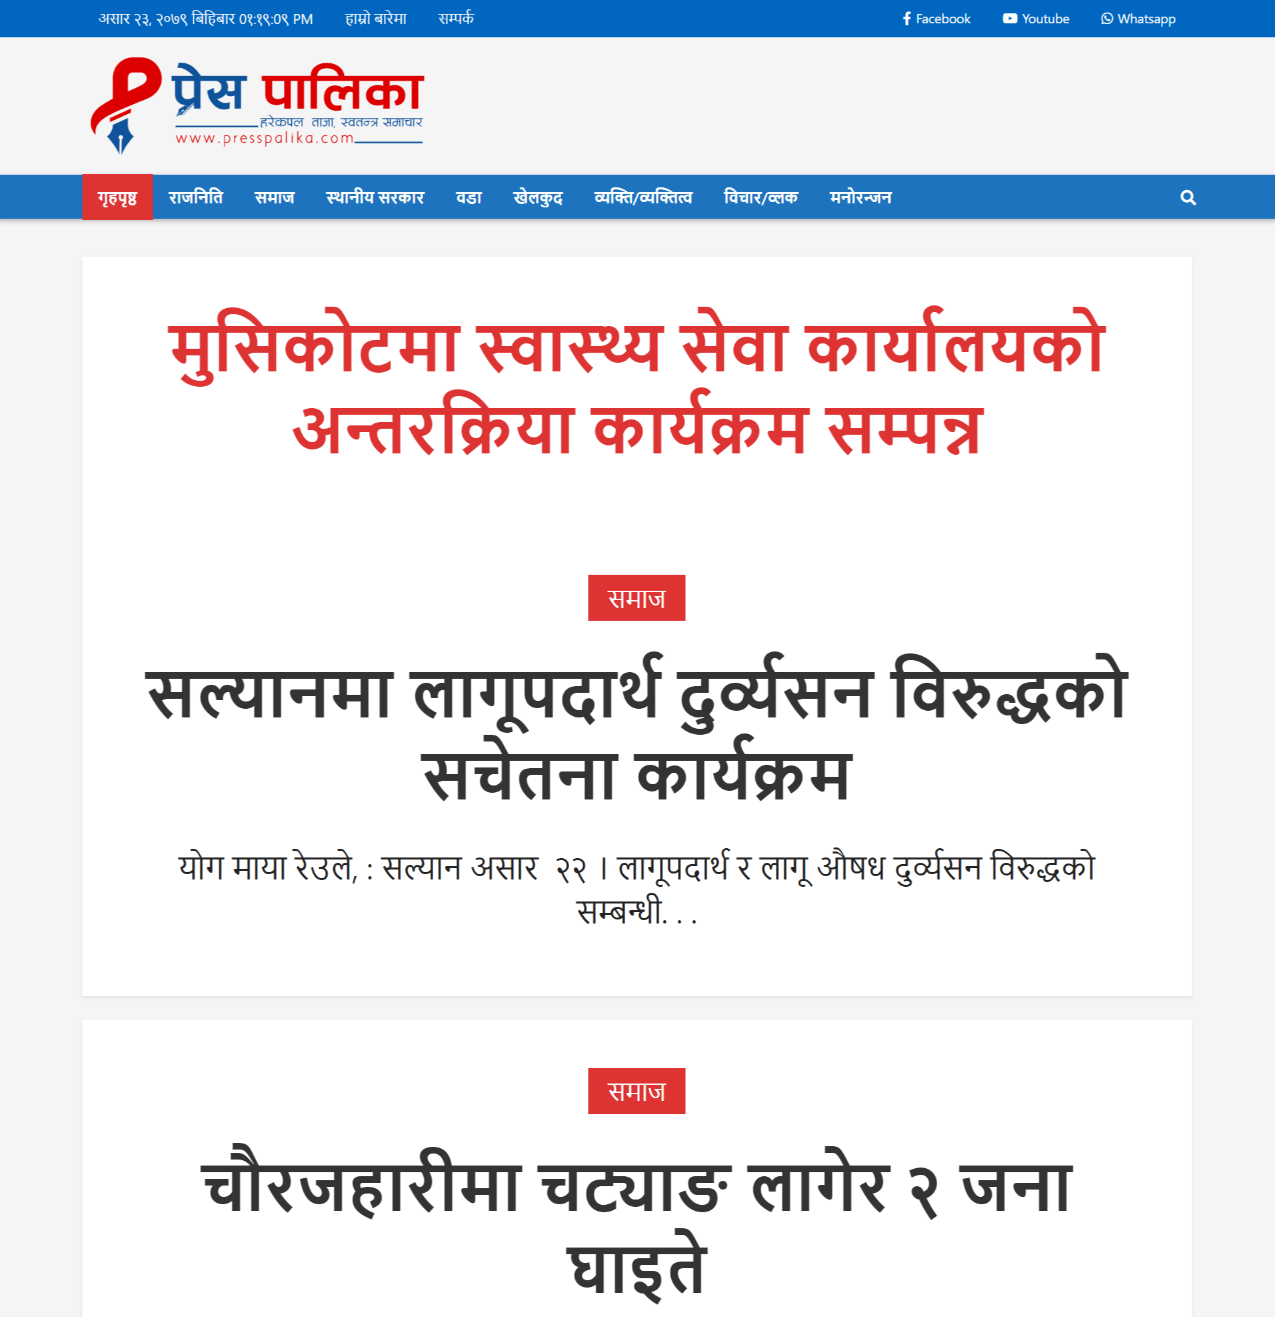 असार २३, २०७९ बिहिबार 0१:१९:0९ PM हाम्रो बारेमा सम्पर्क Facebook Youtube Whatsapp
प्रेस पालिका
हरेकपल ताजा, स्वतन्त्र समाचार
www.presspalika.com
गृहपृष्ठ राजनिति समाज स्थानीय सरकार वडा खेलकुद व्यक्ति/व्यक्तित्व विचार/व्लक मनोरन्जन
मुसिकोटमा स्वास्थ्य सेवा कार्यालयको
अन्तरक्रिया कार्यक्रम सम्पन्न
समाज
सल्यानमा लागूपदार्थ दुर्व्यसन विरुद्धको
सचेतना कार्यक्रम
योग माया रेउले, : सल्यान असार २२ । लागूपदार्थ र लागू औषध दुर्व्यसन विरुद्धको
सम्बन्धी. . .
समाज
चौरजहारीमा चट्याङ लागेर २ जना
घाइते